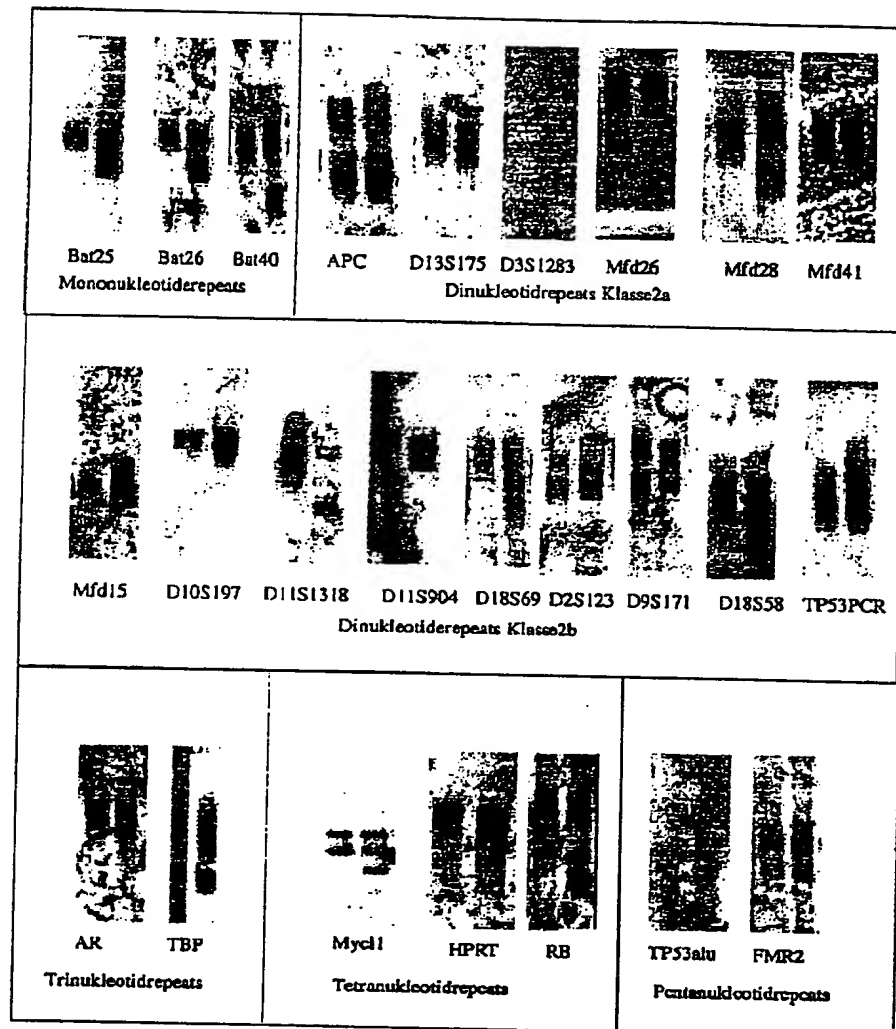 Bat25 Bat26 Bat40
Mononukleotiderepeats
APC D13S175 D3S1283 Mfd26 Mfd28 Mfd41
Dinukleotidrepeats Klasse2a
Mfd15 D10S197 D11S1318 D11S904 D18S69 D2S123 D9S171 D18S58 TP53PCR
Dinukleotiderepeats Klasse2b
AR TBP
Trinukleotidrepeats
Mycl1 HPRT RB
Tetranukleotidrepeats
TP53alu FMR2
Pentanukleotidrepeats